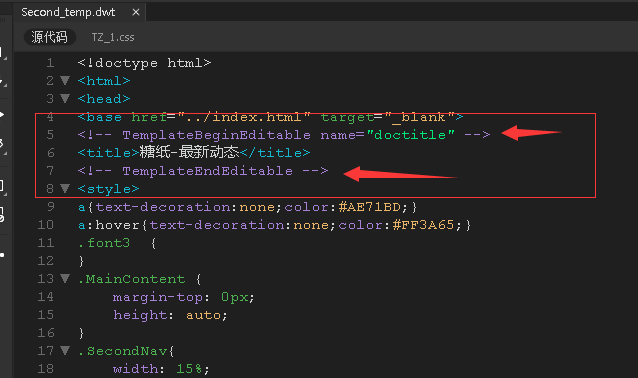 Second_temp.dwt ×
源代码 TZ_1.css
1 <!doctype html>
2 <html>
3 <head>
4 <base href="../index.html" target="_blank">
5 <!-- TemplateBeginEditable name="doctitle" -->
6 <title>糖纸-最新动态</title>
7 <!-- TemplateEndEditable -->
8 <style>
9 a{text-decoration:none;color:#AE71BD;}
10 a:hover{text-decoration:none;color:#FF3A65;}
11 .font3 {
12 }
13 .MainContent {
14 margin-top: 0px;
15 height: auto;
16 }
17 .SecondNav{
18 width: 15%;